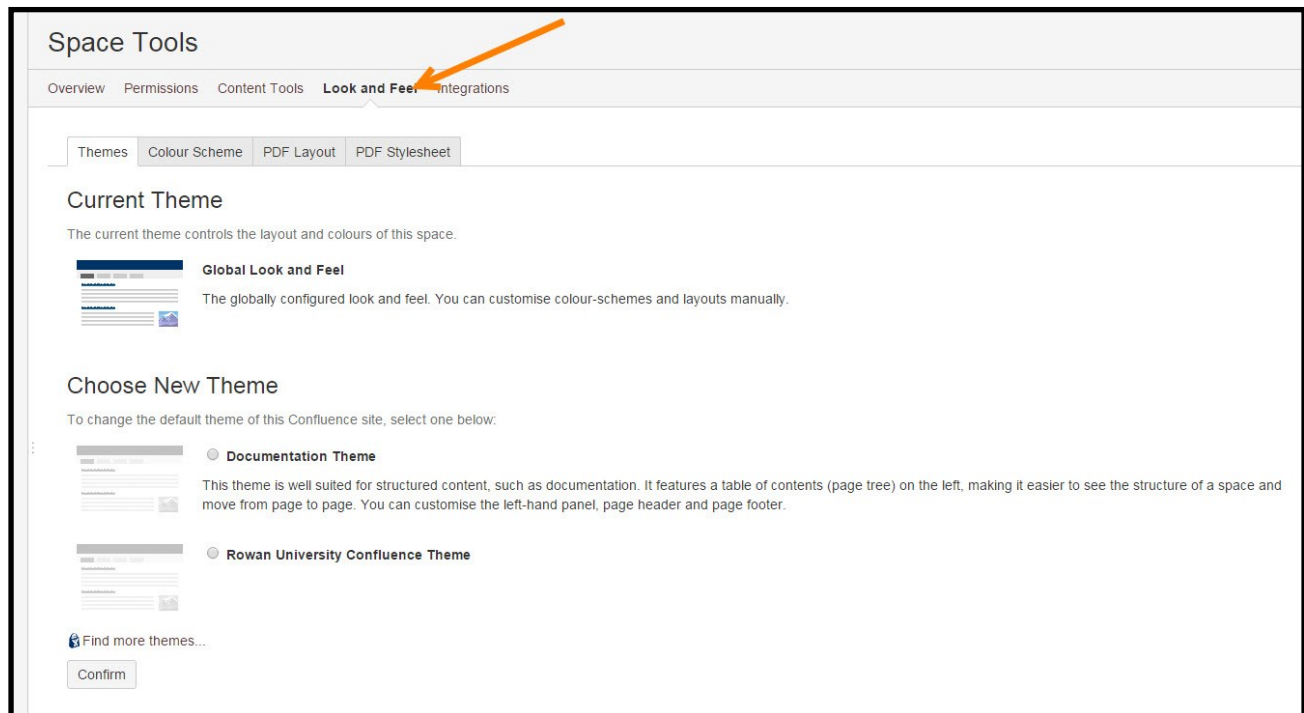 Space Tools
Overview Permissions Content Tools Look and Feel Integrations
Themes Colour Scheme PDF Layout PDF Stylesheet
Current Theme
The current theme controls the layout and colours of this space.
Global Look and Feel
The globally configured look and feel. You can customise colour-schemes and layouts manually.
Choose New Theme
To change the default theme of this Confluence site, select one below:
Documentation Theme
This theme is well suited for structured content, such as documentation. It features a table of contents (page tree) on the left, making it easier to see the structure of a space and
move from page to page. You can customise the left-hand panel, page header and page footer.
Rowan University Confluence Theme
Find more themes...
Confirm